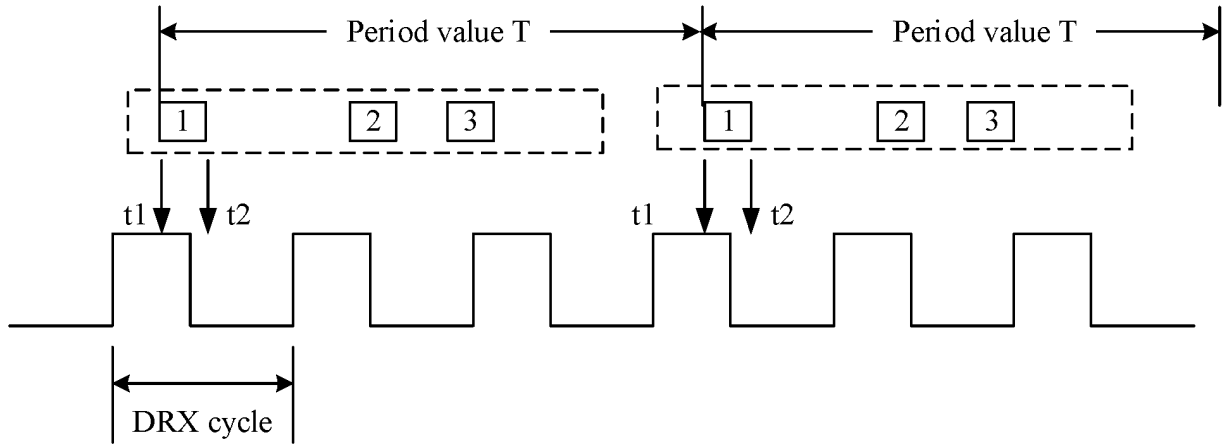 Period value T Period value T
1 2 3 1 2 3
t1 t2 t1 t2
DRX cycle